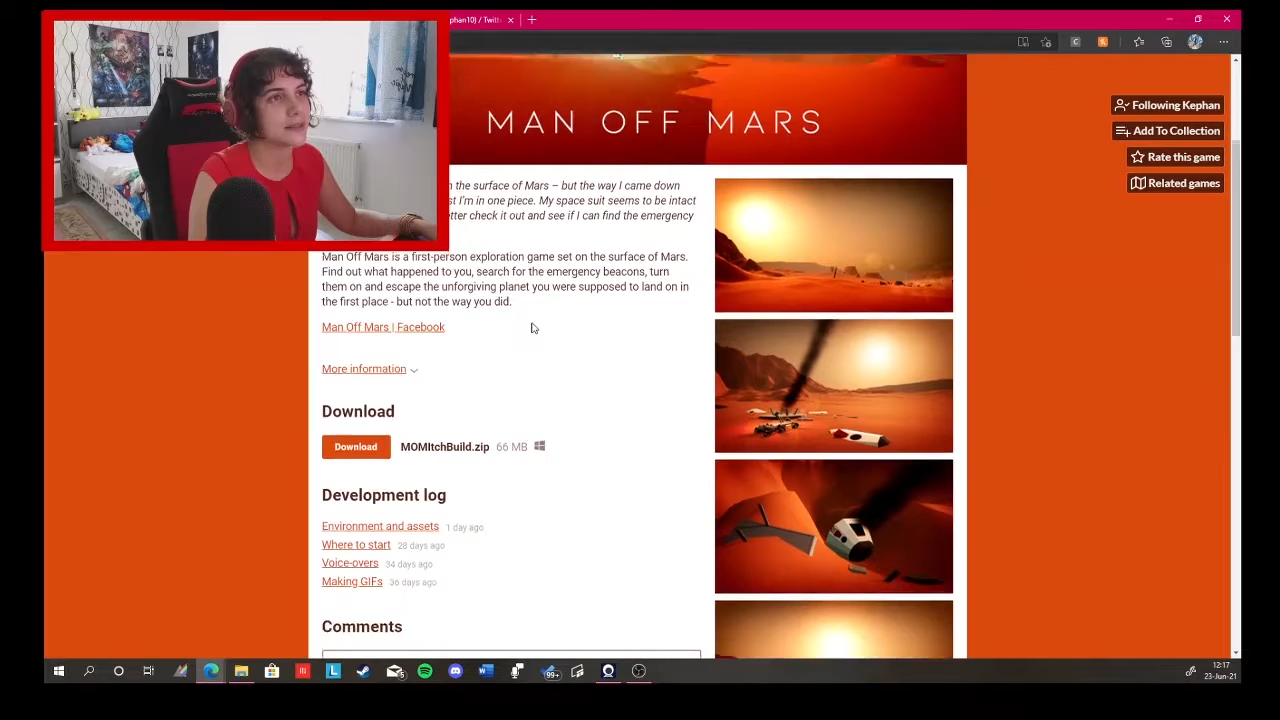 phan10) / Twitt
MAN OFF MARS
Following Kephan
Add To Collection
Rate this game
Related games
n the surface of Mars – but the way I came down
st I'm in one piece. My space suit seems to be intact
etter check it out and see if I can find the emergency
Man Off Mars is a first-person exploration game set on the surface of Mars.
Find out what happened to you, search for the emergency beacons, turn
them on and escape the unforgiving planet you were supposed to land on in
the first place - but not the way you did.
Man Off Mars | Facebook
More information
Download
Download MOMItchBuild.zip 66 MB
Development log
Environment and assets 1 day ago
Where to start 28 days ago
Voice-overs 34 days ago
Making GIFs 36 days ago
Comments
99+
12:17
23-Jun-21